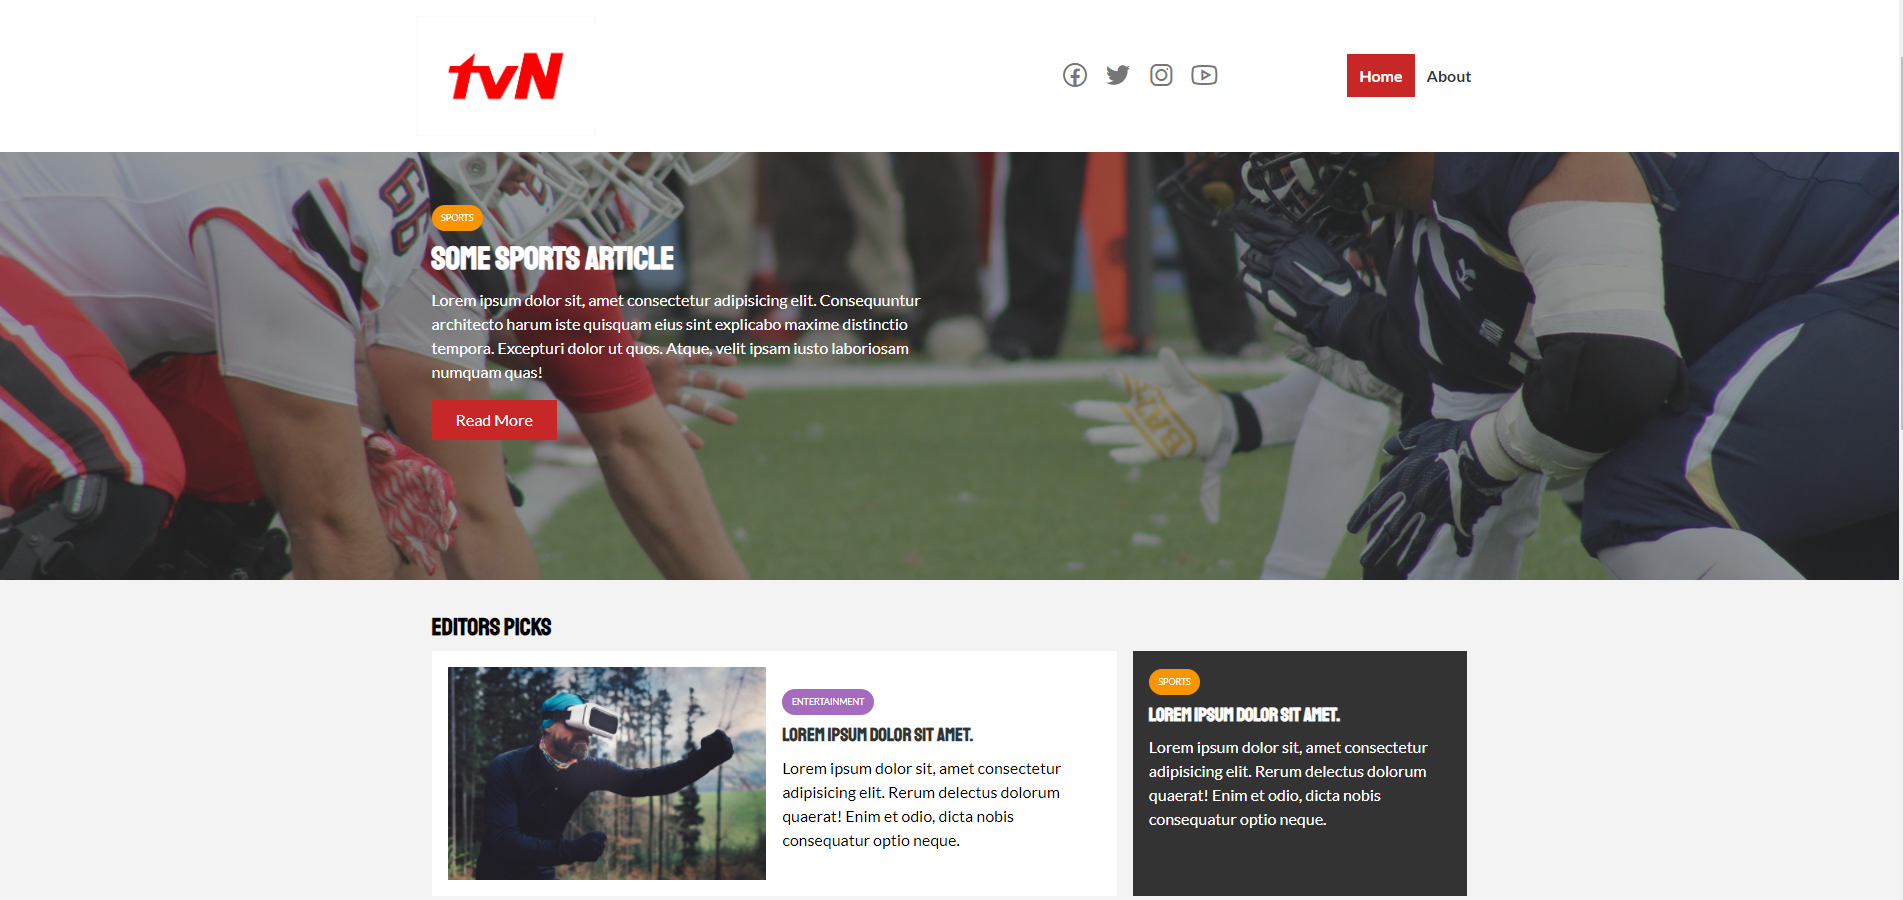 tvN
Home
About
SPORTS
SOME SPORTS ARTICLE
Lorem ipsum dolor sit, amet consectetur adipisicing elit. Consequuntur
architecto harum iste quisquam eius sint explicabo maxime distinctio
tempora. Excepturi dolor ut quos. Atque, velit ipsam iusto laboriosam
numquam quas!
Read More
BATTLE
EDITORS PICKS
ENTERTAINMENT
LOREM IPSUM DOLOR SIT AMET.
Lorem ipsum dolor sit, amet consectetur
adipisicing elit. Rerum delectus dolorum
quaerat! Enim et odio, dicta nobis
consequatur optio neque.
SPORTS
LOREM IPSUM DOLOR SIT AMET.
Lorem ipsum dolor sit, amet consectetur
adipisicing elit. Rerum delectus dolorum
quaerat! Enim et odio, dicta nobis
consequatur optio neque.